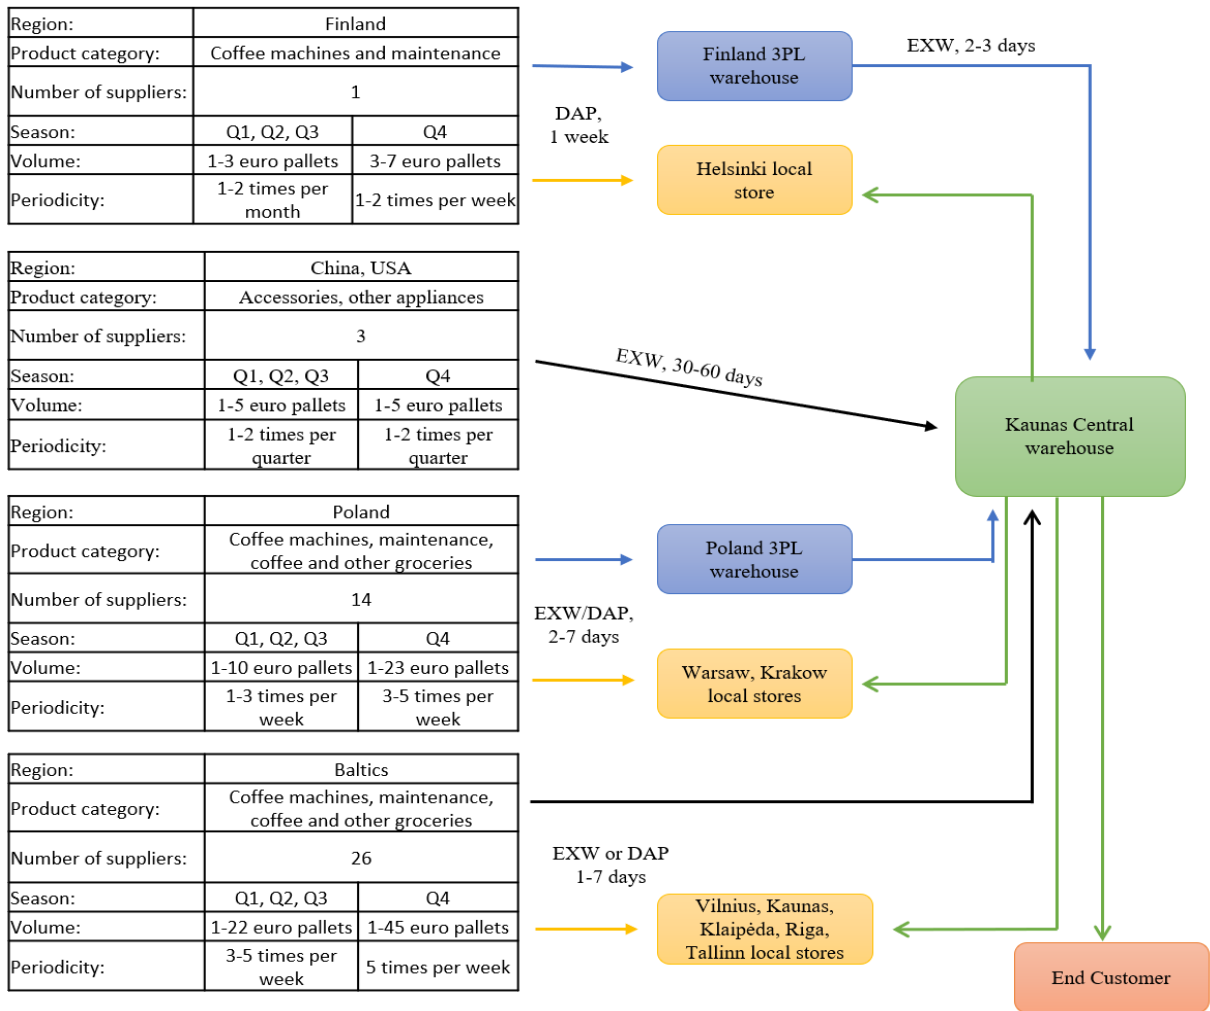 Region: Finland
Product category: Coffee machines and maintenance
Number of suppliers: 1
Season: Q1, Q2, Q3 Q4
Volume: 1-3 euro pallets 3-7 euro pallets
Periodicity: 1-2 times per
month 1-2 times per week
DAP,
1 week
Finland 3PL
warehouse
EXW, 2-3 days
Helsinki local
store
Region: China, USA
Product category: Accessories, other appliances
Number of suppliers: 3
Season: Q1, Q2, Q3 Q4
Volume: 1-5 euro pallets 1-5 euro pallets
Periodicity: 1-2 times per
quarter 1-2 times per
quarter
EXW, 30-60 days
Kaunas Central
warehouse
Region: Poland
Product category: Coffee machines, maintenance,
coffee and other groceries
Number of suppliers: 14
Season: Q1, Q2, Q3 Q4
Volume: 1-10 euro pallets 1-23 euro pallets
Periodicity: 1-3 times per
week 3-5 times per
week
EXW/DAP,
2-7 days
Poland 3PL
warehouse
Warsaw, Krakow
local stores
Region: Baltics
Product category: Coffee machines, maintenance,
coffee and other groceries
Number of suppliers: 26
Season: Q1, Q2, Q3 Q4
Volume: 1-22 euro pallets 1-45 euro pallets
Periodicity: 3-5 times per
week 5 times per week
EXW or DAP
1-7 days
Vilnius, Kaunas,
Klaipėda, Riga,
Tallinn local stores
End Customer